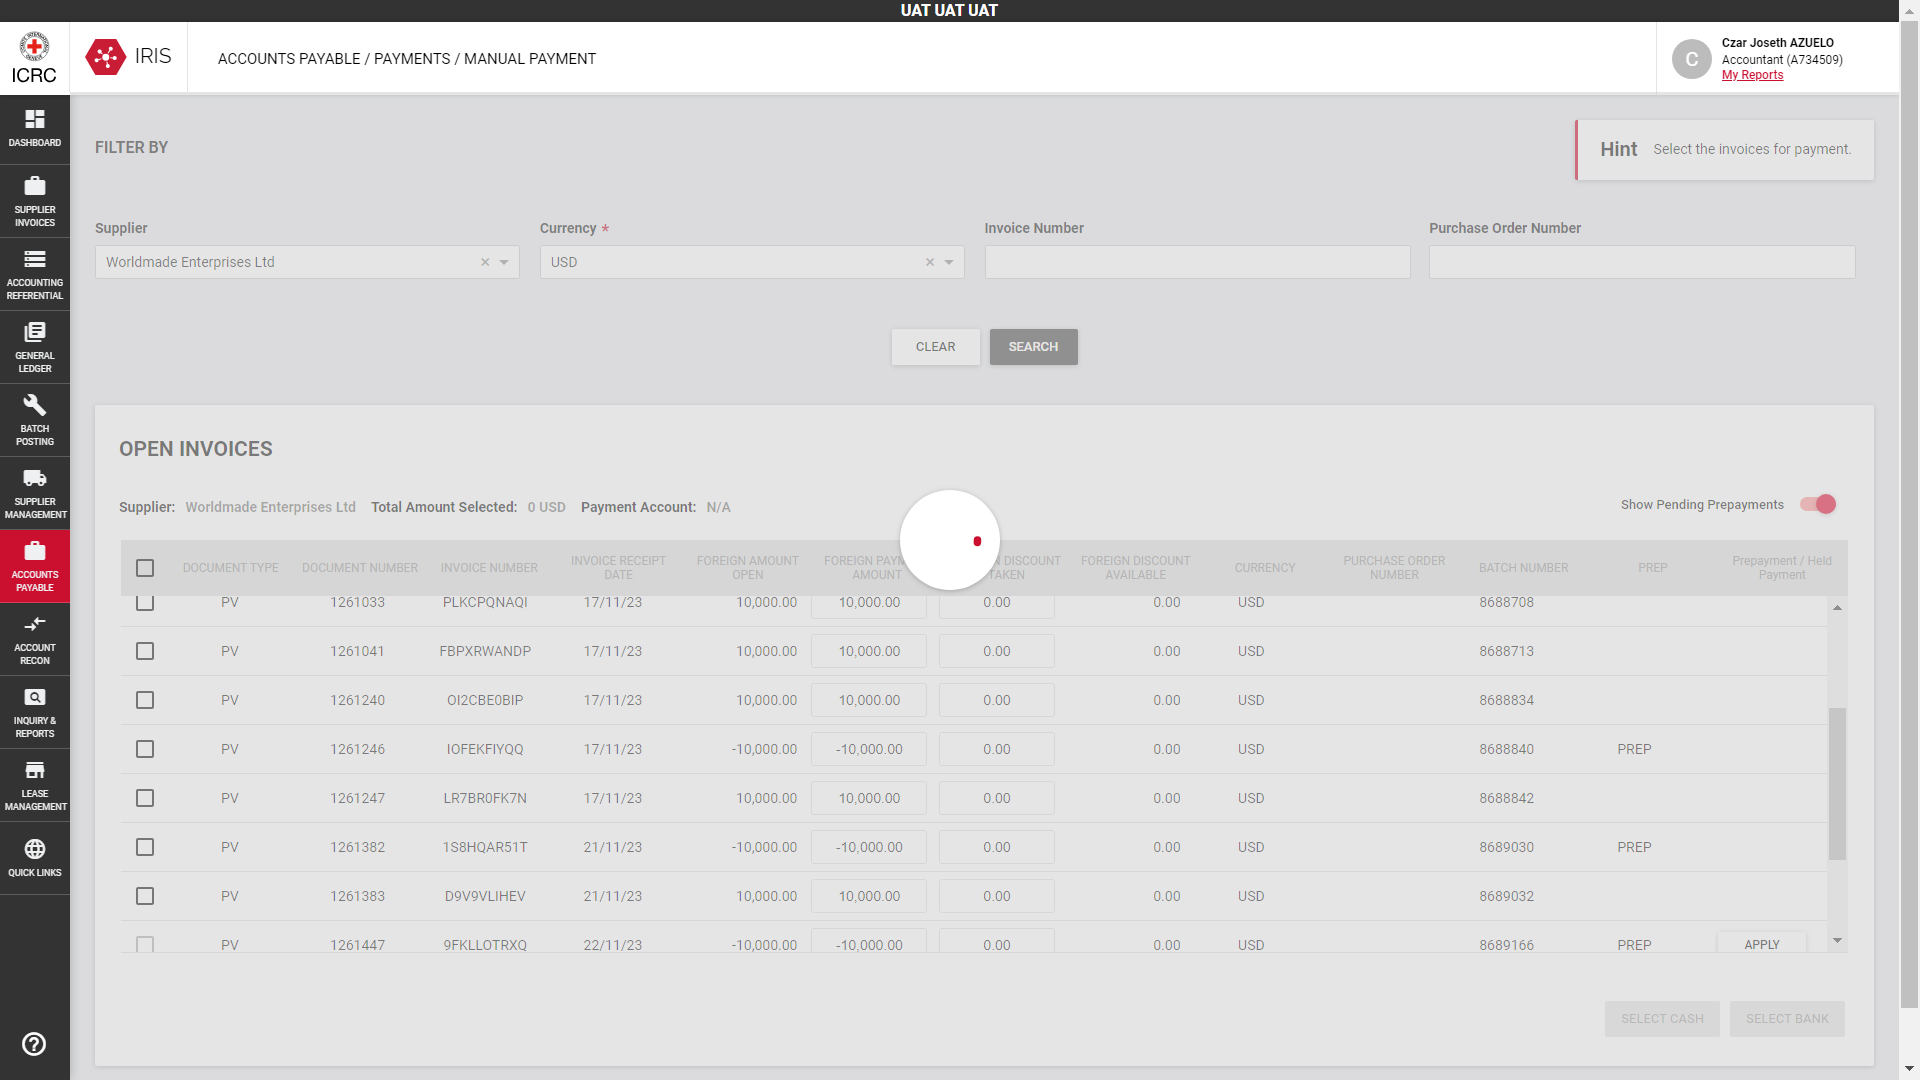 UAT UAT UAT
ICRC
IRIS
ACCOUNTS PAYABLE / PAYMENTS / MANUAL PAYMENT
C
Czar Joseth AZUELO
Accountant (A734509)
My Reports
DASHBOARD
SUPPLIER
INVOICES
ACCOUNTING
REFERENTIAL
GENERAL
LEDGER
BATCH
POSTING
SUPPLIER
MANAGEMENT
ACCOUNTS
PAYABLE
ACCOUNT
RECON
INQUIRY &
REPORTS
LEASE
MANAGEMENT
QUICK LINKS
FILTER BY
Hint Select the invoices for payment.
Supplier Currency * Invoice Number Purchase Order Number
Worldmade Enterprises Ltd × USD ×
CLEAR SEARCH
OPEN INVOICES
Supplier: Worldmade Enterprises Ltd Total Amount Selected: 0 USD Payment Account: N/A Show Pending Prepayments
DOCUMENT TYPE DOCUMENT NUMBER INVOICE NUMBER INVOICE RECEIPT DATE FOREIGN AMOUNT OPEN FOREIGN AMOUNT DISCOUNT TAKEN FOREIGN DISCOUNT AVAILABLE CURRENCY PURCHASE ORDER NUMBER BATCH NUMBER PREP Prepayment / Held Payment
PV 1261033 PLKCPQNAQI 17/11/23 10,000.00 10,000.00 0.00 0.00 USD 8688708
PV 1261041 FBPXRWANDP 17/11/23 10,000.00 10,000.00 0.00 0.00 USD 8688713
PV 1261240 OI2CBE0BIP 17/11/23 10,000.00 10,000.00 0.00 0.00 USD 8688834
PV 1261246 IOFEKFIYQQ 17/11/23 -10,000.00 -10,000.00 0.00 0.00 USD 8688840 PREP
PV 1261247 LR7BR0FK7N 17/11/23 10,000.00 10,000.00 0.00 0.00 USD 8688842
PV 1261382 1S8HQAR51T 21/11/23 -10,000.00 -10,000.00 0.00 0.00 USD 8689030 PREP
PV 1261383 D9V9VLIHEV 21/11/23 10,000.00 10,000.00 0.00 0.00 USD 8689032
PV 1261447 9FKLLOTRXQ 22/11/23 -10,000.00 -10,000.00 0.00 0.00 USD 8689166 PREP APPLY
SELECT CASH SELECT BANK